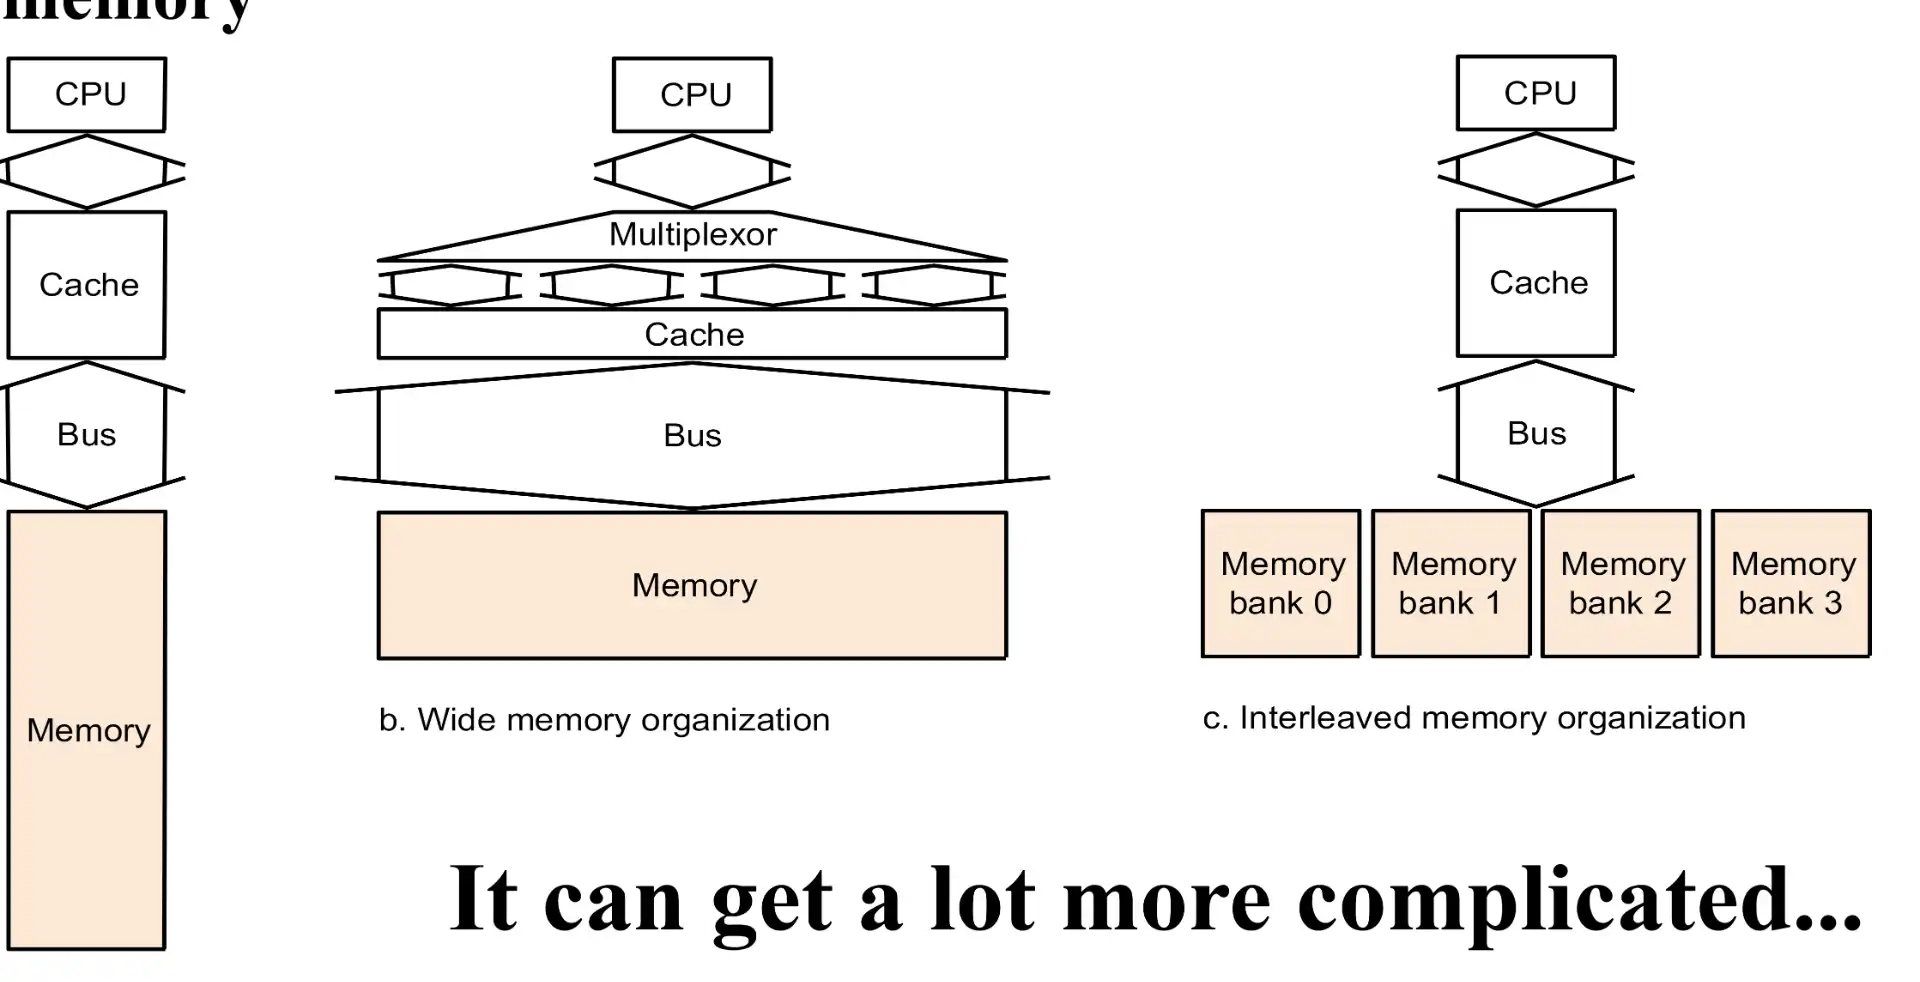 memory
CPU
Cache
Bus
Memory
CPU
Multiplexor
Cache
Bus
Memory
b. Wide memory organization
CPU
Cache
Bus
Memory
bank 0
Memory
bank 1
Memory
bank 2
Memory
bank 3
c. Interleaved memory organization
It can get a lot more complicated...